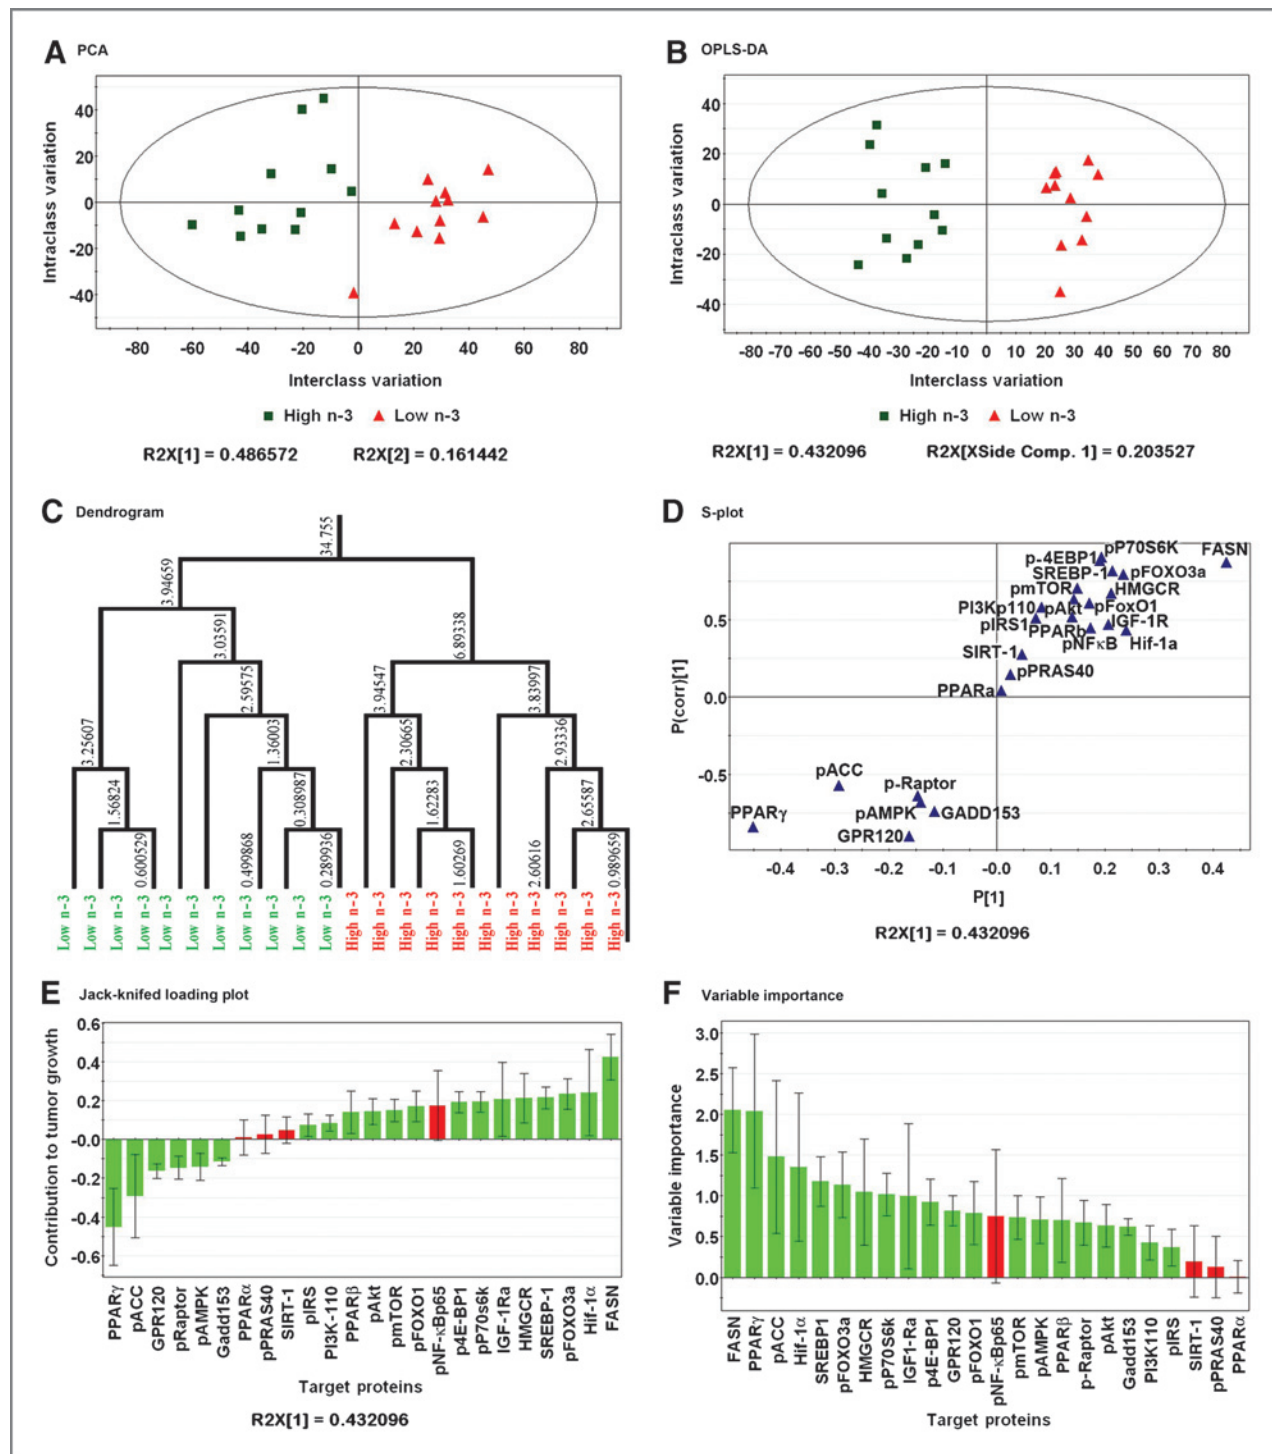 A PCA
Intraclass variation
40
20
0
-20
-40
-80 -60 -40 -20 0 20 40 60 80
Interclass variation
High n-3 Low n-3
R2X[1] = 0.486572 R2X[2] = 0.161442
B OPLS-DA
Intraclass variation
40
20
0
-20
-40
-80 -70 -60 -50 -40 -30 -20 -10 0 10 20 30 40 50 60 70 80
Interclass variation
High n-3 Low n-3
R2X[1] = 0.432096 R2X[XSide Comp. 1] = 0.203527
C Dendrogram
34.755
3.94659
6.89338
3.03591
3.25607
2.59575
3.94547
3.83997
1.56824
1.36003
2.30665
2.93336
0.600529
0.308987
1.62283
2.65587
0.499868
0.289936
1.60269
2.60616
0.989659
Low n-3 Low n-3 Low n-3 Low n-3 Low n-3 Low n-3 Low n-3 Low n-3 Low n-3 Low n-3 Low n-3 High n-3 High n-3 High n-3 High n-3 High n-3 High n-3 High n-3 High n-3 High n-3 High n-3 High n-3
D S-plot
P(corr)[1]
0.5
0.0
-0.5
pP70S6K
p-4EBP1
FASN
SREBP-1
pFOXO3a
pmTOR
HMGCR
PI3Kp110
pAkt
pFoxO1
pIRS1
PPARb
IGF-1R
pNFκB
Hif-1a
SIRT-1
pPRAS40
PPARa
pACC
p-Raptor
PPARγ
pAMPK
GADD153
GPR120
-0.4 -0.3 -0.2 -0.1 -0.0 0.1 0.2 0.3 0.4
P[1]
R2X[1] = 0.432096
E Jack-knifed loading plot
Contribution to tumor growth
0.6
0.4
0.2
-0.0
-0.2
-0.4
-0.6
PPARγ pACC GPR120 pRaptor pAMPK Gadd153 PPARα pPRAS40 SIRT-1 pIRS PI3K-110 PPARβ pAkt pmTOR pFOXO1 pNF-κBp65 p4E-BP1 pP70s6k IGF-1Ra HMGCR SREBP-1 pFOXO3a Hif-1α FASN
Target proteins
R2X[1] = 0.432096
F Variable importance
Variable importance
3.0
2.5
2.0
1.5
1.0
0.5
0.0
FASN PPARγ pACC Hif-1α SREBP1 pFOXO3a HMGCR pP70S6k IGF1-Ra p4E-BP1 GPR120 pFOXO1 pNF-κBp65 pmTOR pAMPK PPARβ p-Raptor pAkt Gadd153 PI3K110 pIRS SIRT-1 pPRAS40 PPARα
Target proteins